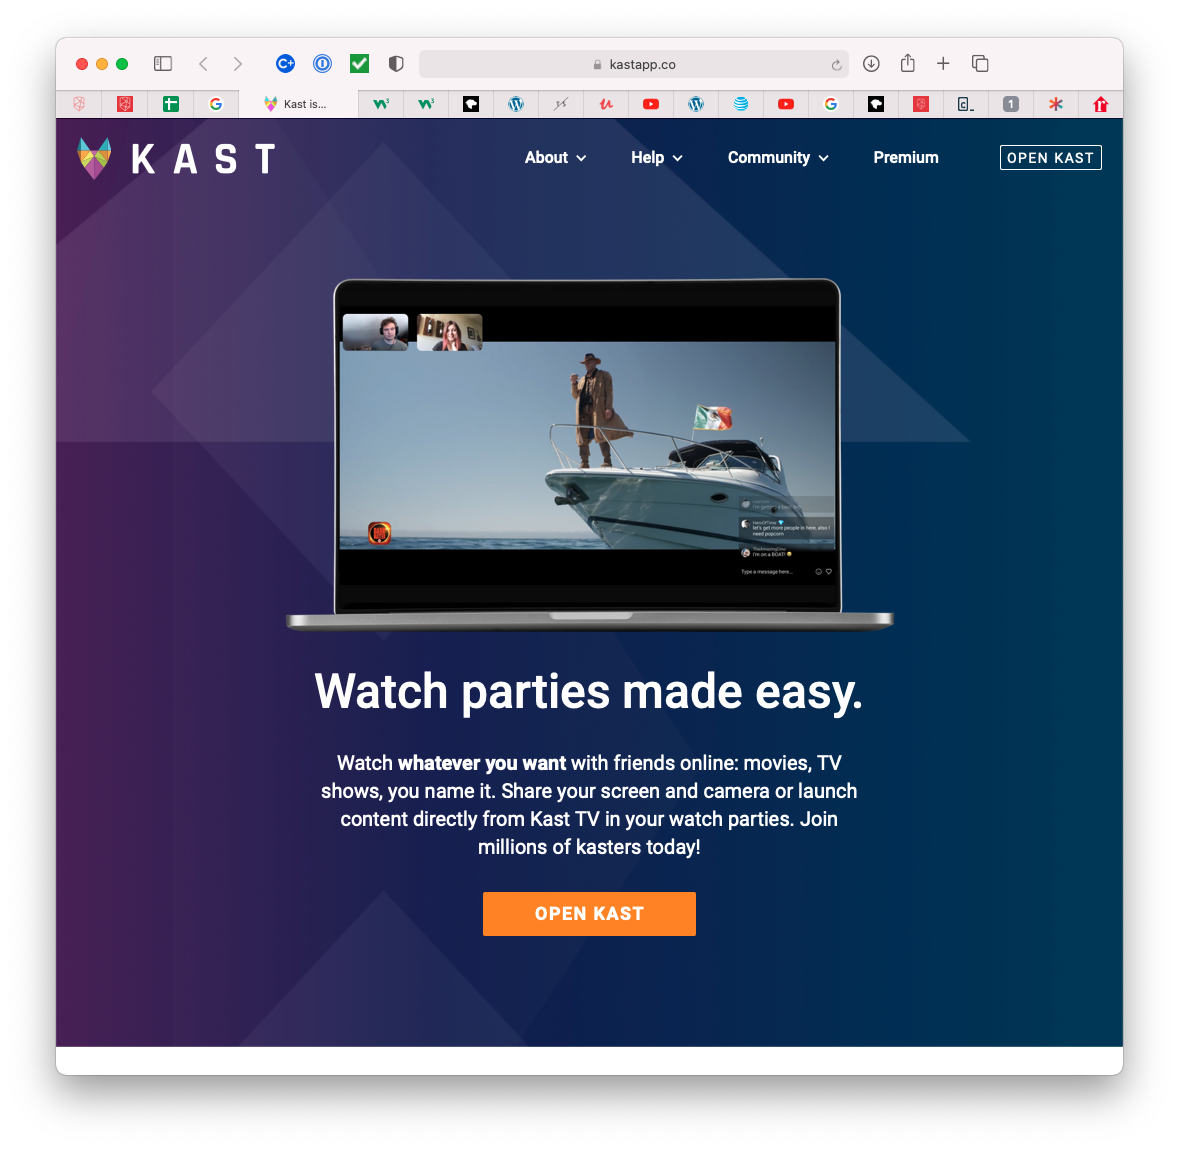 kastapp.co
Kast is...
1
KAST
About
Help
Community
Premium
OPEN KAST
HeroOfTime
let's get more people in here, also I
need popcorn
I'm on a BOAT!
Type a message here...
Watch parties made easy.
Watch whatever you want with friends online: movies, TV
shows, you name it. Share your screen and camera or launch
content directly from Kast TV in your watch parties. Join
millions of kasters today!
OPEN KAST